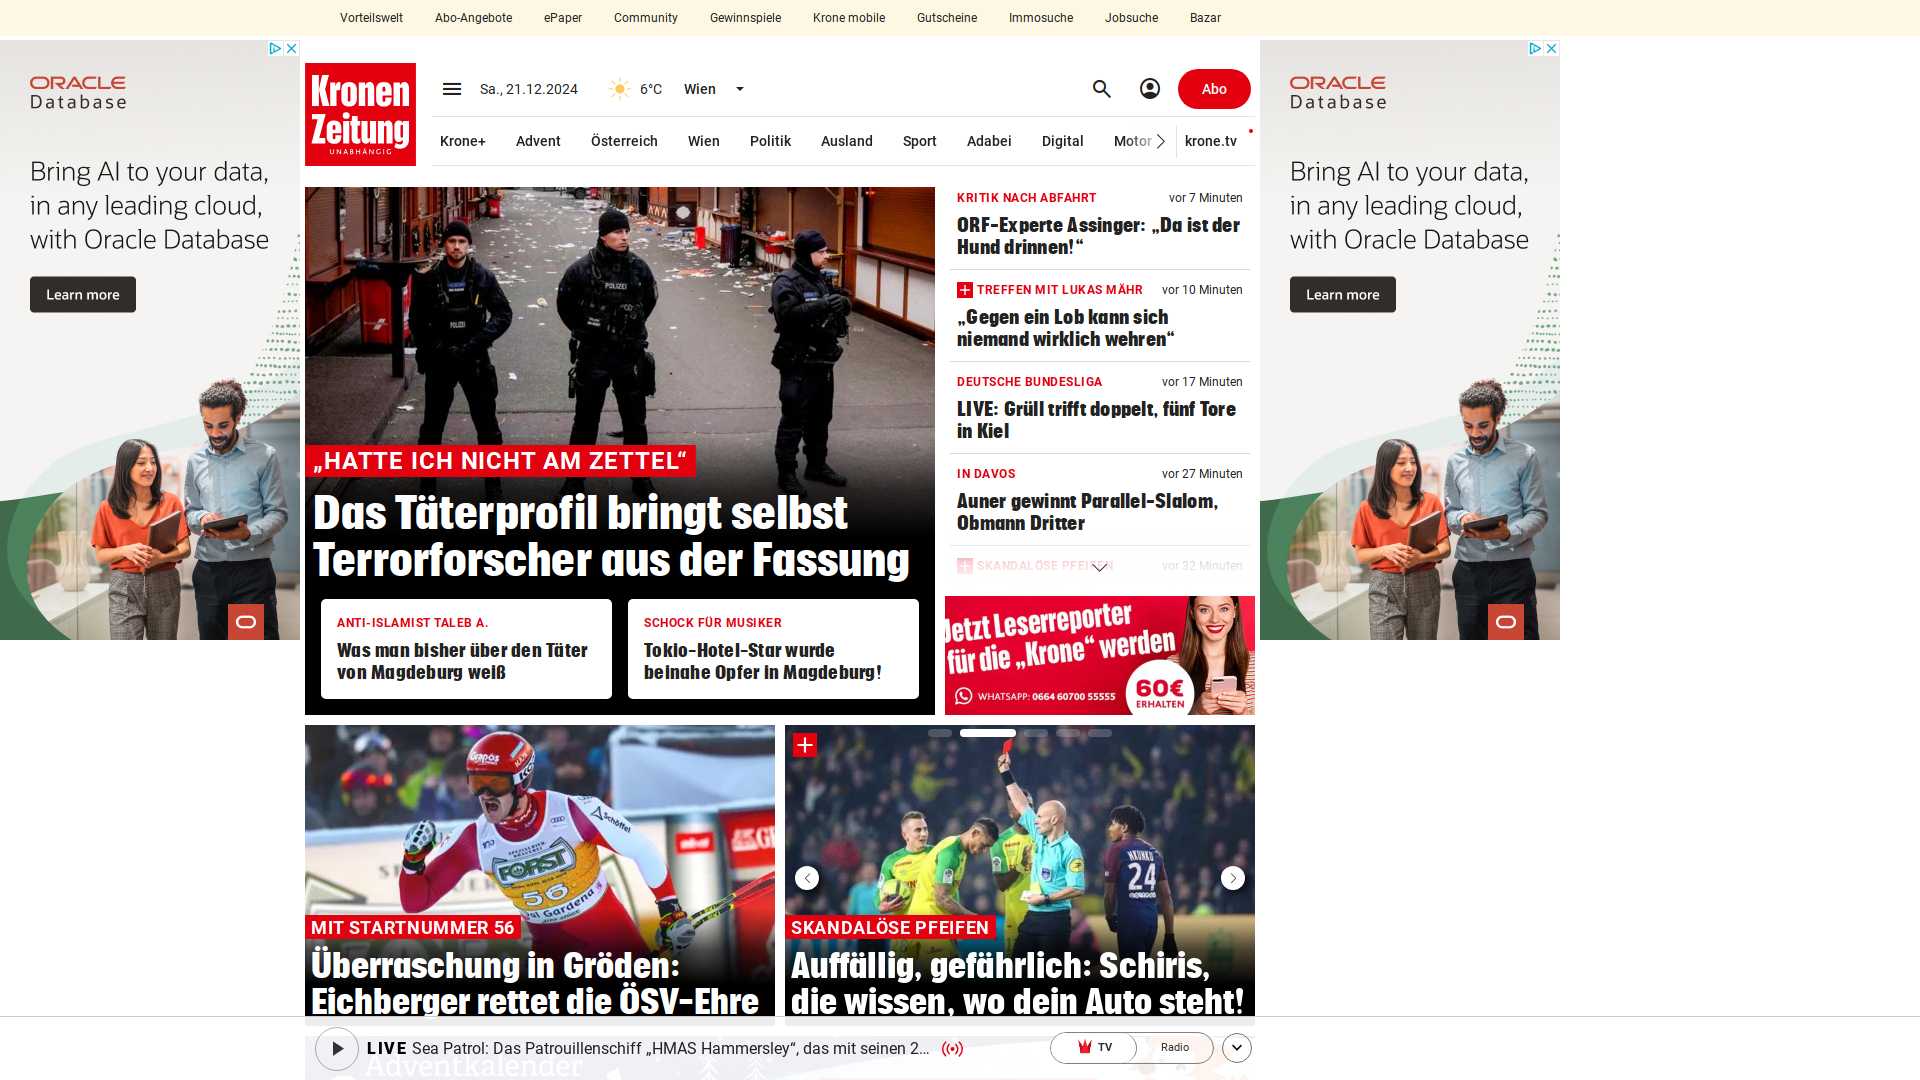 Vorteilswelt Abo-Angebote ePaper Community Gewinnspiele Krone mobile Gutscheine Immosuche Jobsuche Bazar
ORACLE
Database
Bring AI to your data,
in any leading cloud,
with Oracle Database
Learn more
Kronen
Zeitung
UNABHÄNGIG
Sa., 21.12.2024 6°C Wien
Abo
Krone+ Advent Österreich Wien Politik Ausland Sport Adabei Digital Motor krone.tv
POLIZEI
POLIZEI
„HATTE ICH NICHT AM ZETTEL“
Das Täterprofil bringt selbst
Terrorforscher aus der Fassung
ANTI-ISLAMIST TALEB A.
Was man bisher über den Täter
von Magdeburg weiß
SCHOCK FÜR MUSIKER
Tokio-Hotel-Star wurde
beinahe Opfer in Magdeburg!
KRITIK NACH ABFAHRT vor 7 Minuten
ORF-Experte Assinger: „Da ist der
Hund drinnen!“
TREFFEN MIT LUKAS MÄHR vor 10 Minuten
„Gegen ein Lob kann sich
niemand wirklich wehren“
DEUTSCHE BUNDESLIGA vor 17 Minuten
LIVE: Grüll trifft doppelt, fünf Tore
in Kiel
IN DAVOS vor 27 Minuten
Auner gewinnt Parallel-Slalom,
Obmann Dritter
SKANDALÖSE PFEIFEN vor 32 Minuten
Jetzt Leserreporter
für die „Krone“ werden
WHATSAPP: 0664 60700 55555
60€
ERHALTEN
ORACLE
Database
Bring AI to your data,
in any leading cloud,
with Oracle Database
Learn more
Grapos
Schöffel
FORST
56
Val Gardena
MIT STARTNUMMER 56
Überraschung in Gröden:
Eichberger rettet die ÖSV-Ehre
NKUNKU
24
SKANDALÖSE PFEIFEN
Auffällig, gefährlich: Schiris,
die wissen, wo dein Auto steht!
LIVE Sea Patrol: Das Patrouillenschiff „HMAS Hammersley“, das mit seinen 2...
TV
Radio
Adventkalender